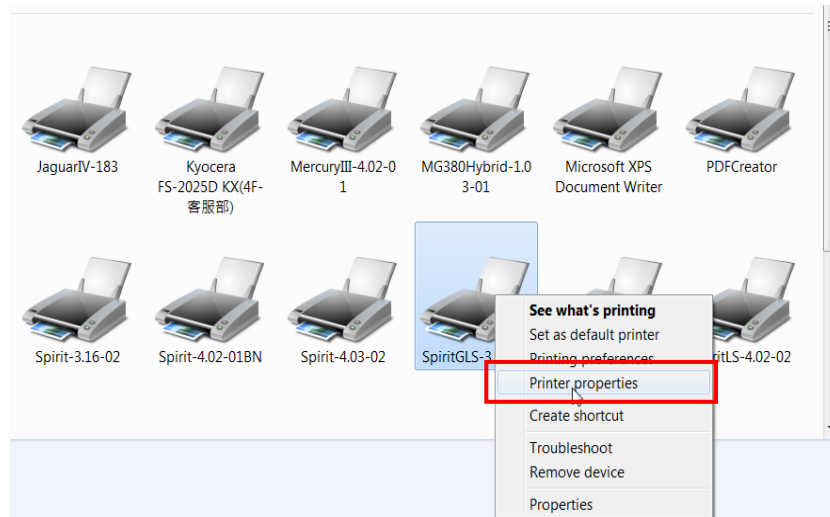 JaguarIV-183
Kyocera
FS-2025D KX(4F-
客服部)
MercuryIII-4.02-0
1
MG380Hybrid-1.0
3-01
Microsoft XPS
Document Writer
PDFCreator
Spirit-3.16-02
Spirit-4.02-01BN
Spirit-4.03-02
SpiritGLS-3
ritLS-4.02-02
See what's printing
Set as default printer
Printing preferences
Printer properties
Create shortcut
Troubleshoot
Remove device
Properties